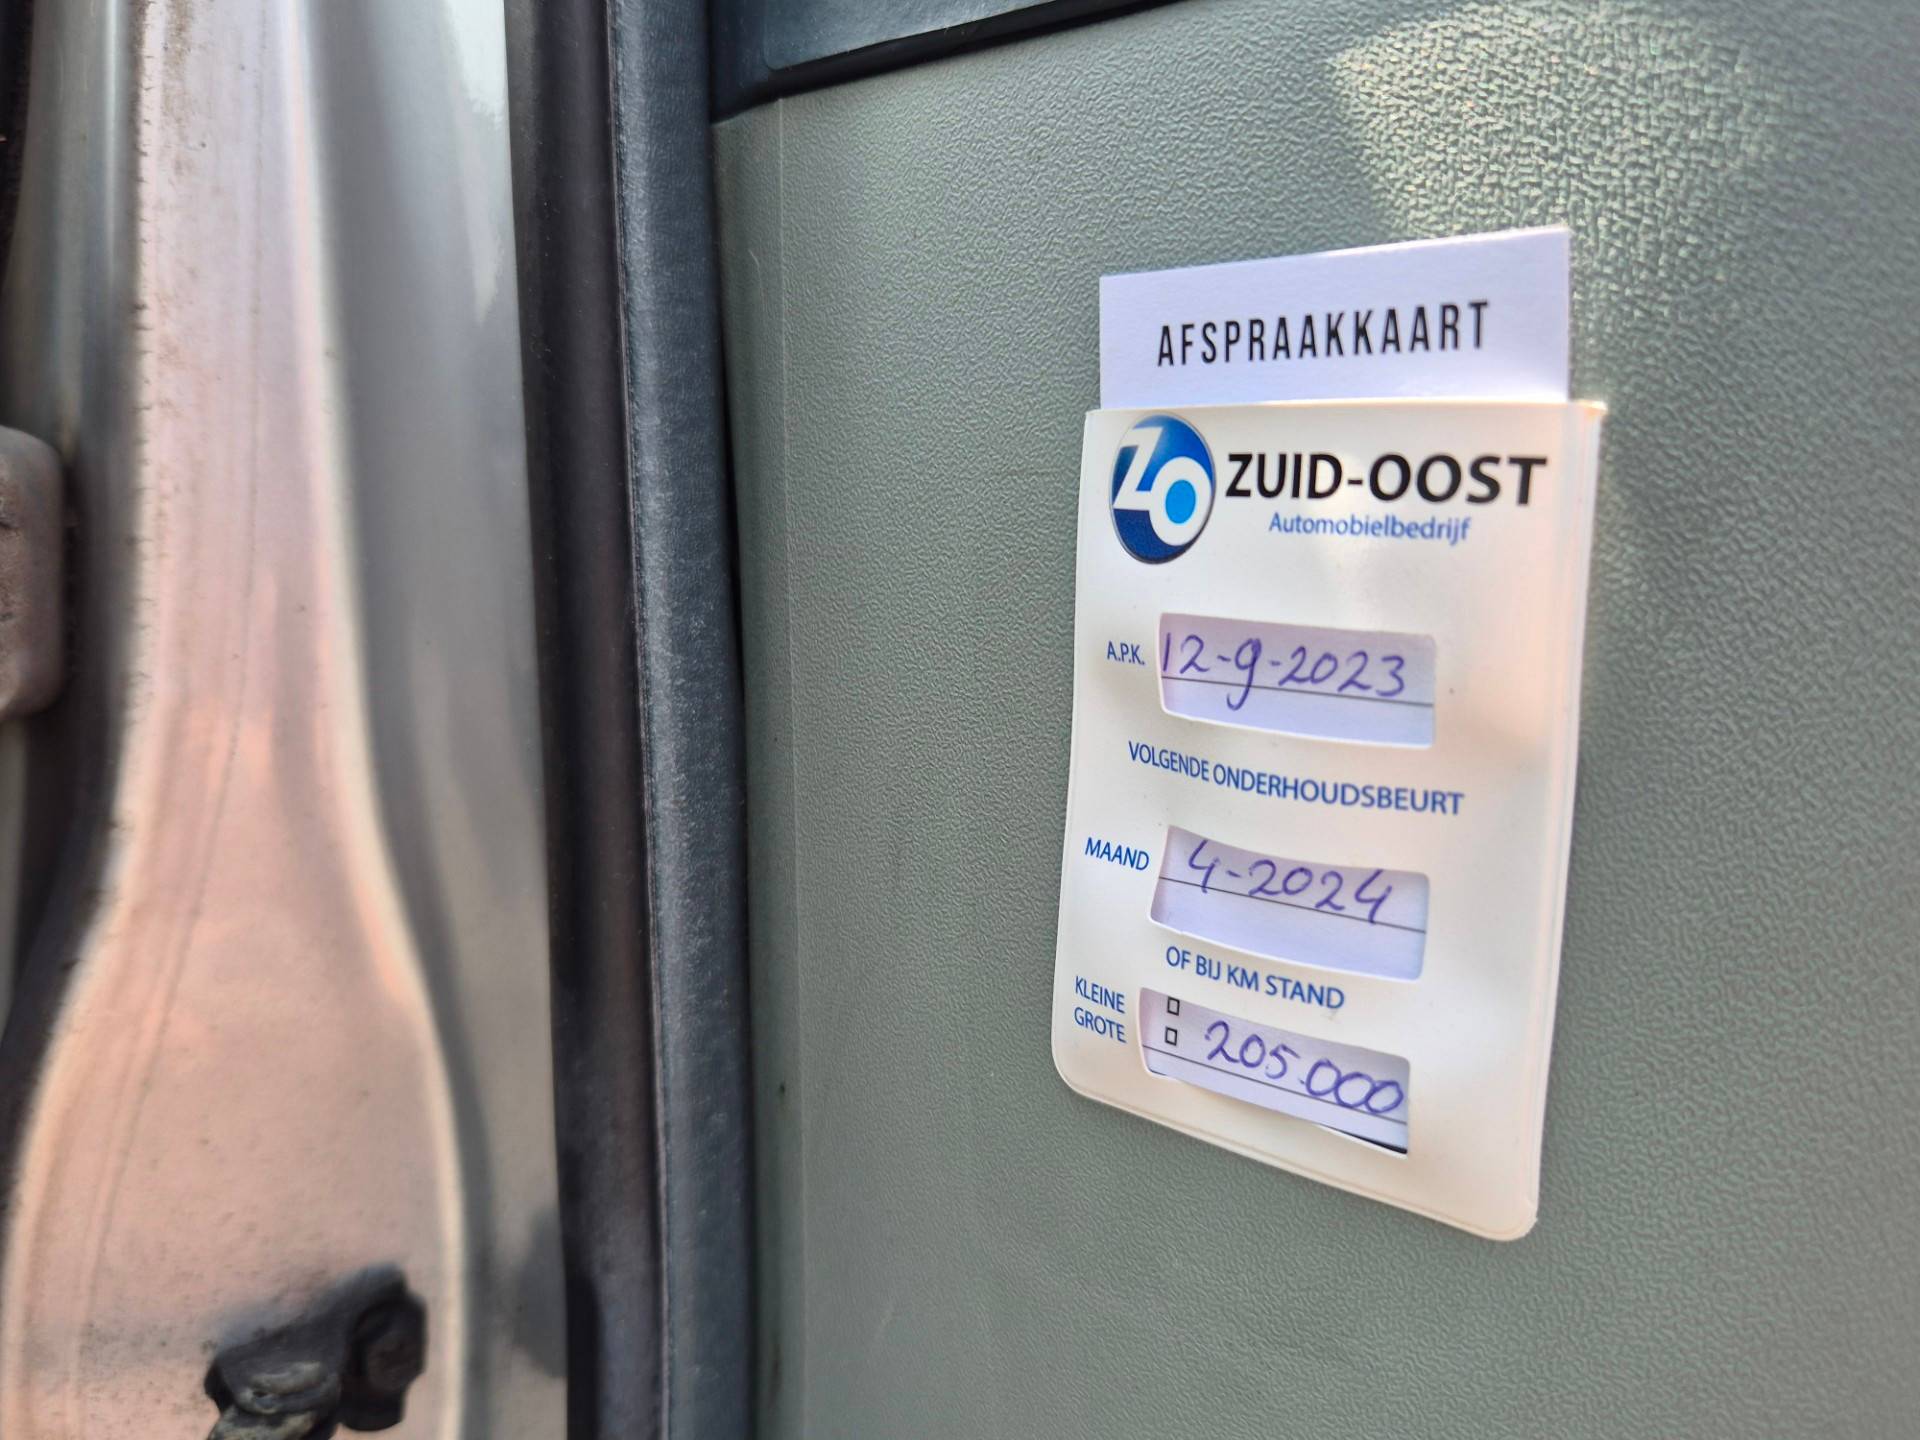 AFSPRAAKKAART
ZO ZUID-OOST
Automobielbedrijf
A.P.K. 12-9-2023
VOLGENDE ONDERHOUDSBEURT
MAAND 4-2024
OF BIJ KM STAND
KLEINE □
GROTE □ 205.000